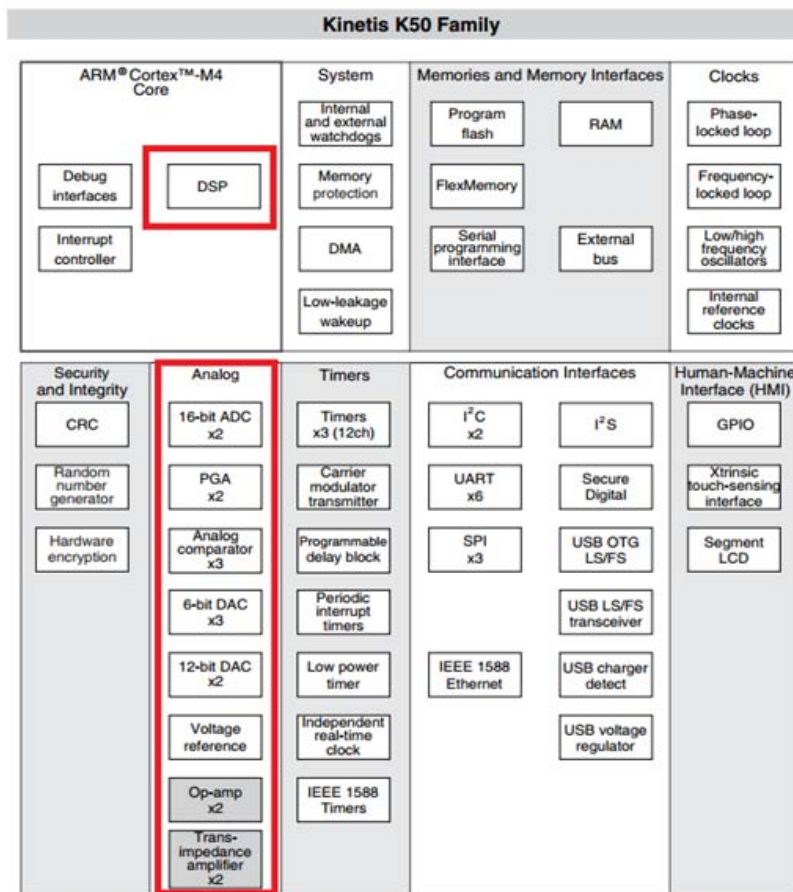 Kinetis K50 Family
ARM®Cortex™-M4
Core
Debug
interfaces
DSP
Interrupt
controller
System
Internal
and external
watchdogs
Memory
protection
DMA
Low-leakage
wakeup
Memories and Memory Interfaces
Program
flash
RAM
FlexMemory
Serial
programming
interface
External
bus
Clocks
Phase-
locked loop
Frequency-
locked loop
Low/high
frequency
oscillators
Internal
reference
clocks
Security
and Integrity
CRC
Random
number
generator
Hardware
encryption
Analog
16-bit ADC
x2
PGA
x2
Analog
comparator
x3
6-bit DAC
x3
12-bit DAC
x2
Voltage
reference
Op-amp
x2
Trans-
impedance
amplifier
x2
Timers
Timers
x3 (12ch)
Carrier
modulator
transmitter
Programmable
delay block
Periodic
interrupt
timers
Low power
timer
Independent
real-time
clock
IEEE 1588
Timers
Communication Interfaces
I²C
x2
I²S
UART
x6
Secure
Digital
SPI
x3
USB OTG
LS/FS
USB LS/FS
transceiver
IEEE 1588
Ethernet
USB charger
detect
USB voltage
regulator
Human-Machine
Interface (HMI)
GPIO
Xtrinsic
touch-sensing
interface
Segment
LCD